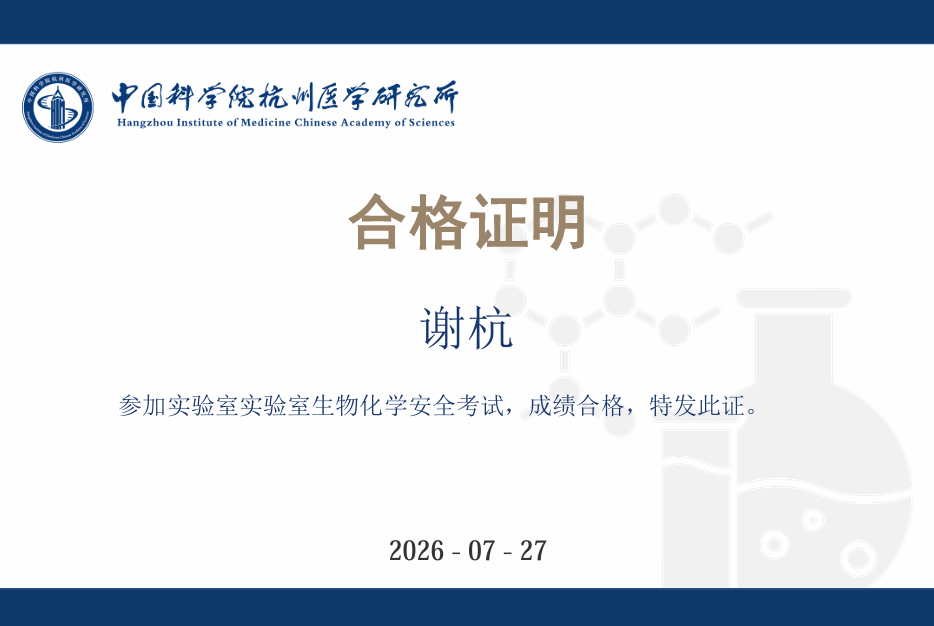 中国科学院杭州医学研究所
Hangzhou Institute of Medicine Chinese Academy of Sciences
合格证明
谢杭
参加实验室实验室生物化学安全考试，成绩合格，特发此证。
2026 - 07 - 27